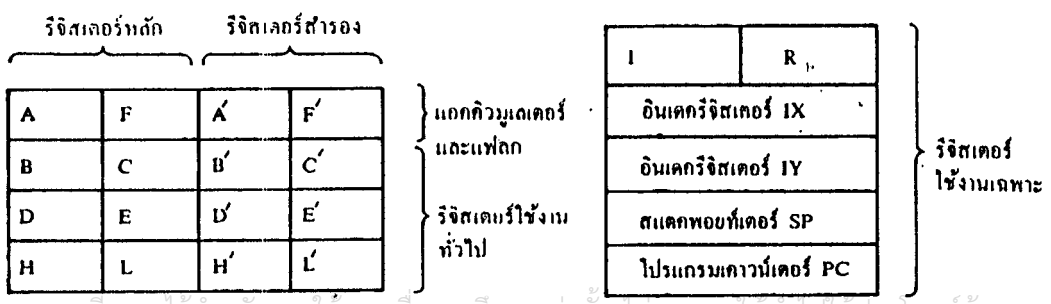 รีจิสเตอร์หลัก รีจิสเตอร์สำรอง
A F A′ F′
B C B′ C′
D E D′ E′
H L H′ L′
แอคคิวมูเลเตอร์
และแฟลก
รีจิสเตอร์ใช้งาน
ทั่วไป
I R
อินเดกรีจิสเตอร์ IX
อินเดกรีจิสเตอร์ IY
สแตคพอยท์เตอร์ SP
โปรแกรมเคาวน์เตอร์ PC
รีจิสเตอร์
ใช้งานเฉพาะ